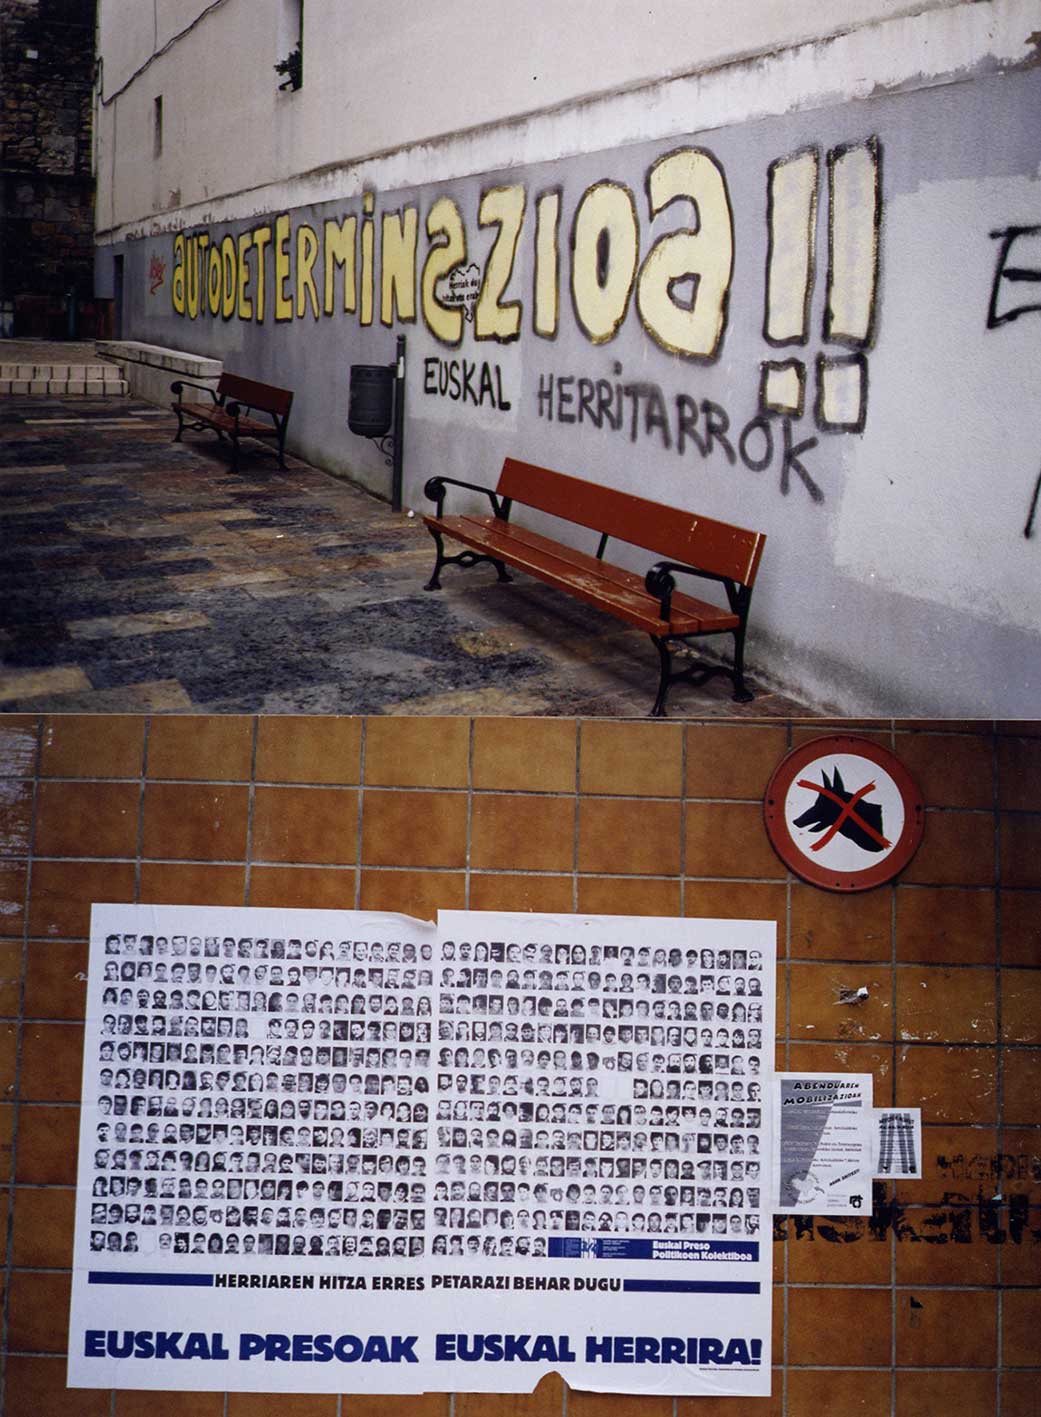 aUTODETERMiNaZIOa!!
EUSKAL HERRiTARROK
Euskal Preso
Politikoen Kolektiboa
HERRIAREN HITZA ERRES PETARAZI BEHAR DUGU
EUSKAL PRESOAK EUSKAL HERRIRA!
ABENDUAREN
MOBILIZAZIOAK